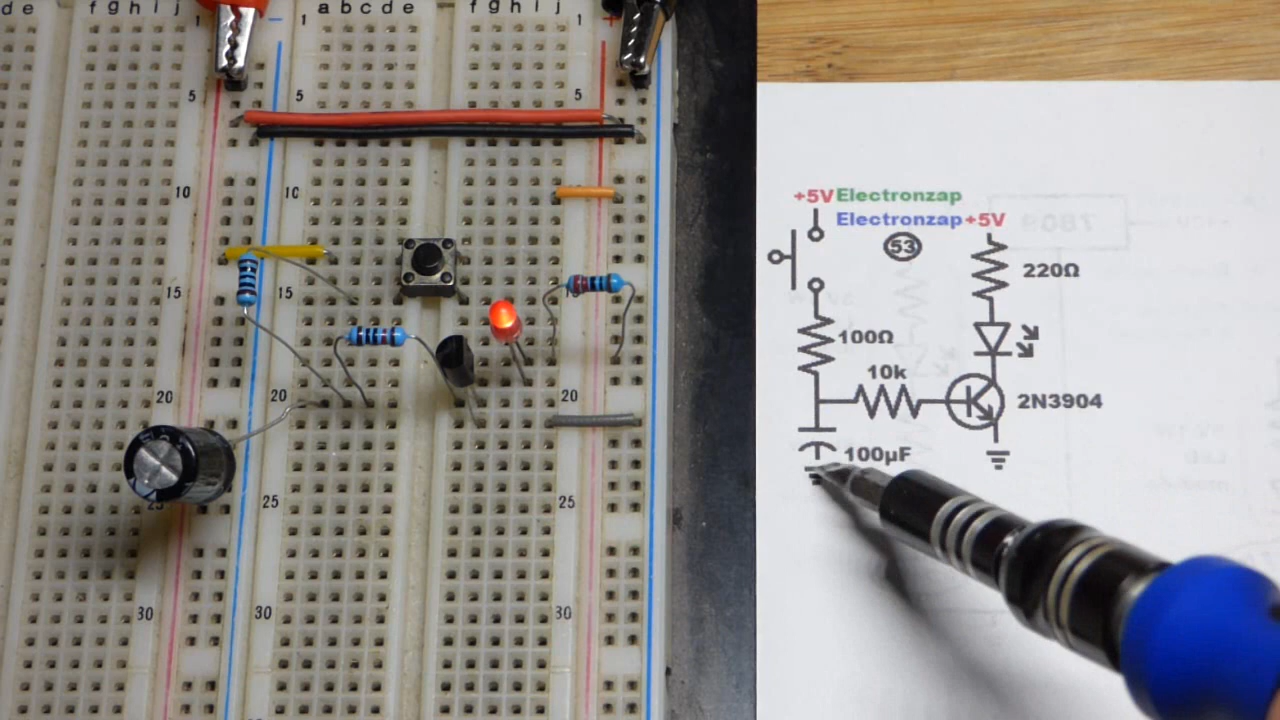 d e f g h i j 1 a b c d e f g h i j 1
− +
5 5 5
10 10
15 15
20 20 20
25 25 25
30 30 30
+5V Electronzap
Electronzap +5V
53
220Ω
100Ω
10k
2N3904
100µF